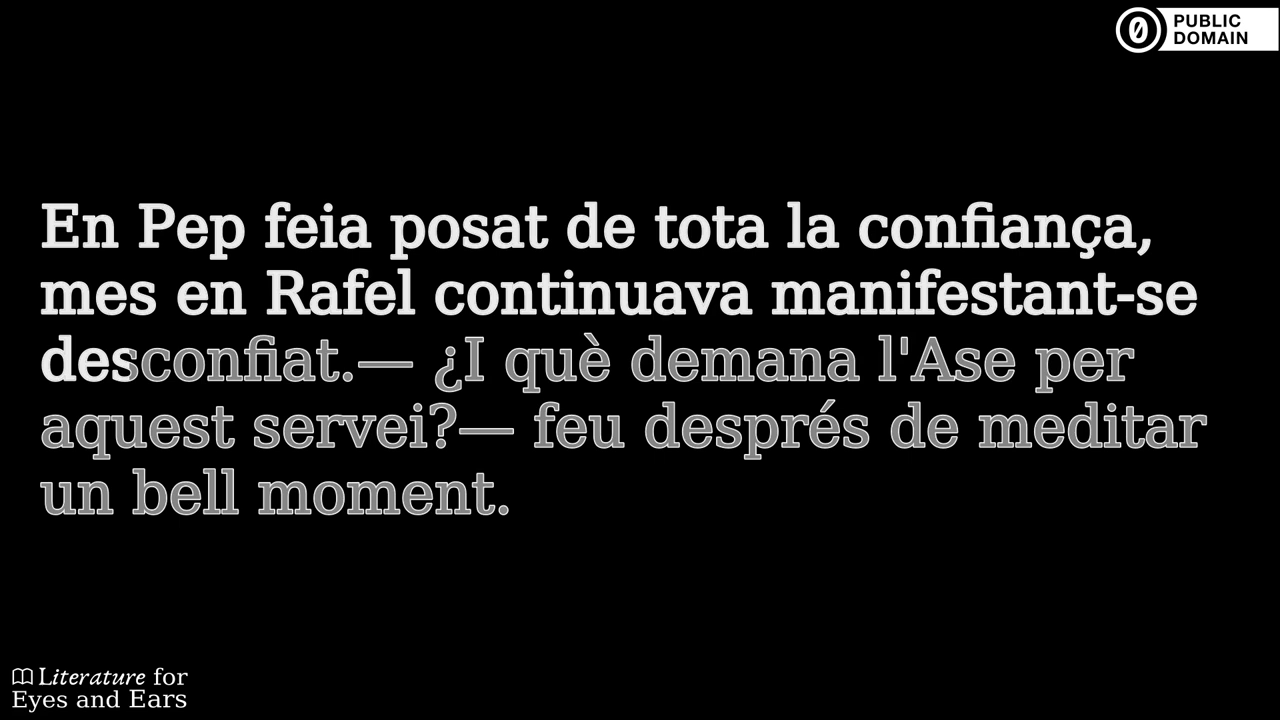 PUBLIC
DOMAIN
En Pep feia posat de tota la confiança,
mes en Rafel continuava manifestant-se
desconfiat.— ¿I què demana l'Ase per
aquest servei?— feu després de meditar
un bell moment.
Literature for
Eyes and Ears